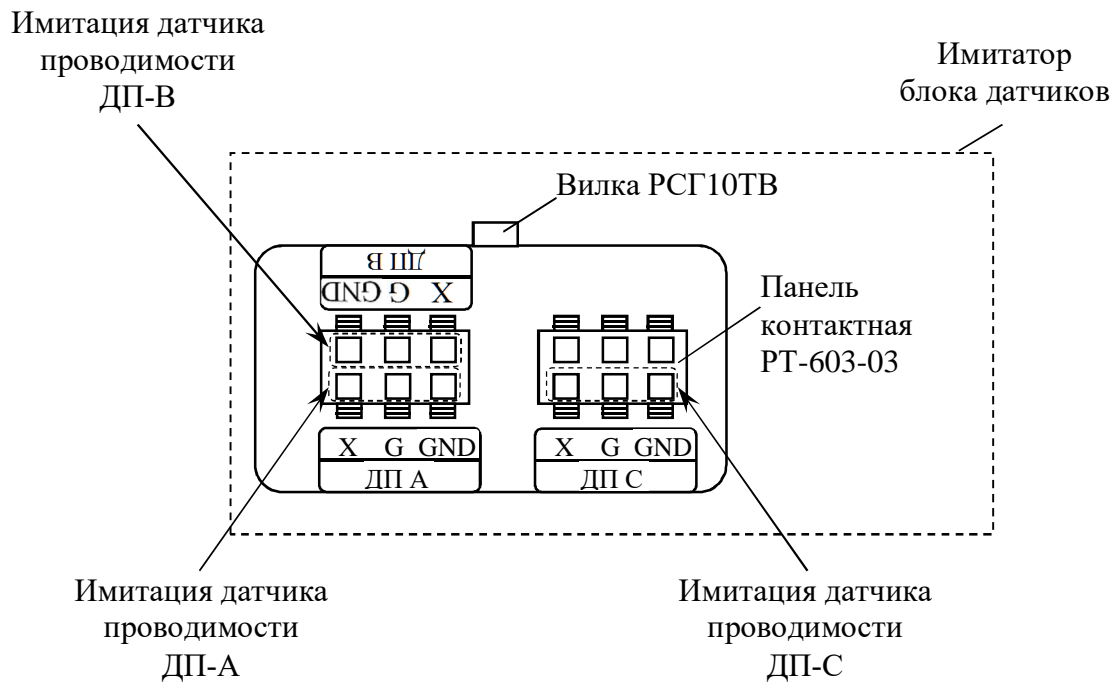 Имитация датчика
проводимости
ДП-В
Имитатор
блока датчиков
Вилка РСГ10ТВ
ДП В
GND G X
Панель
контактная
РТ-603-03
X G GND
ДП А
X G GND
ДП С
Имитация датчика
проводимости
ДП-А
Имитация датчика
проводимости
ДП-С